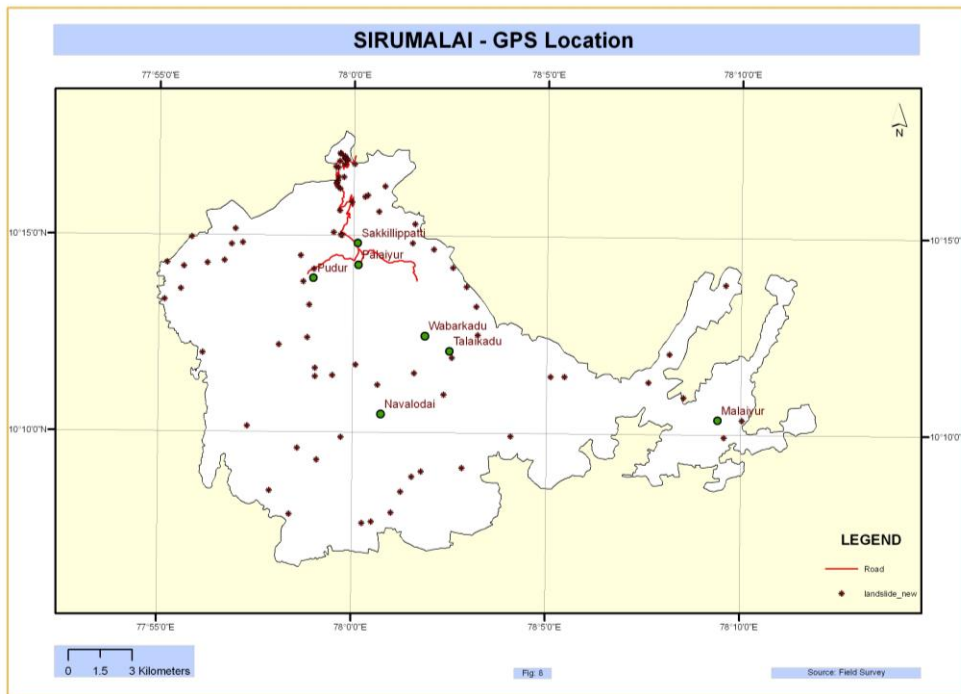 SIRUMALAI - GPS Location
77°55'0"E 78°0'0"E 78°5'0"E 78°10'0"E
N
10°15'0"N 10°15'0"N
Sakkillippatti
Palaiyur
Pudur
Wabarkadu
Talaikadu
Navalodai
Malaiyur
10°10'0"N 10°10'0"N
LEGEND
Road
landslide_new
77°55'0"E 78°0'0"E 78°5'0"E 78°10'0"E
0 1.5 3 Kilometers
Fig: 8
Source: Field Survey